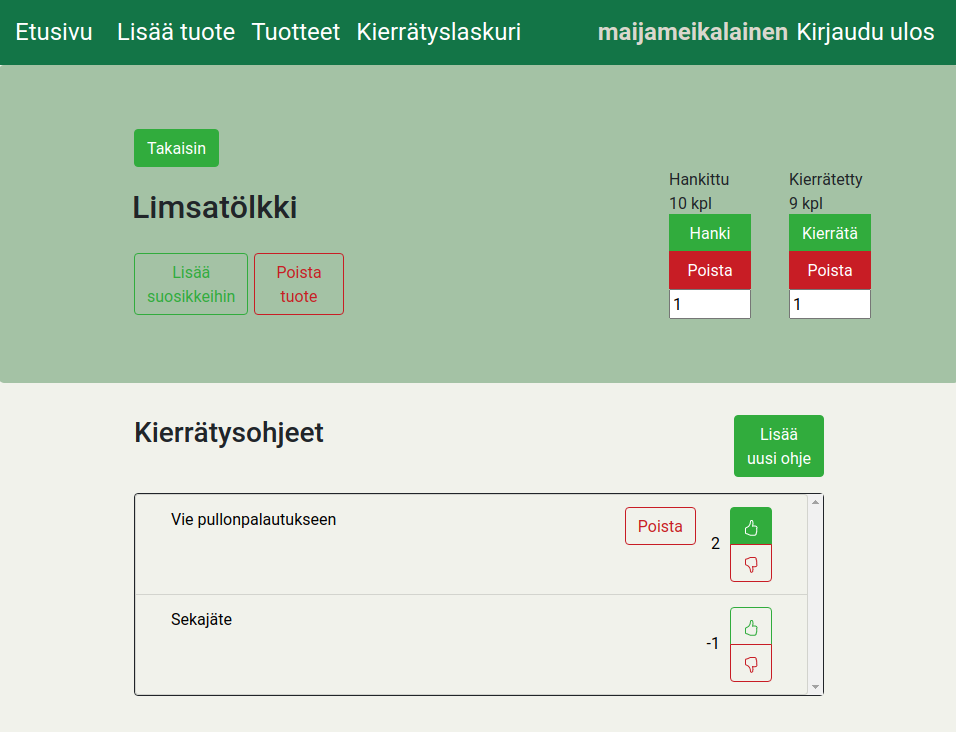 Etusivu Lisää tuote Tuotteet Kierrätyslaskuri maijameikalainen Kirjaudu ulos
Takaisin
Limsatölkki
Lisää
suosikkeihin
Poista
tuote
Hankittu
10 kpl
Hanki
Poista
1
Kierrätetty
9 kpl
Kierrätä
Poista
1
Kierrätysohjeet
Lisää
uusi ohje
Vie pullonpalautukseen
Poista
2
Sekajäte
-1